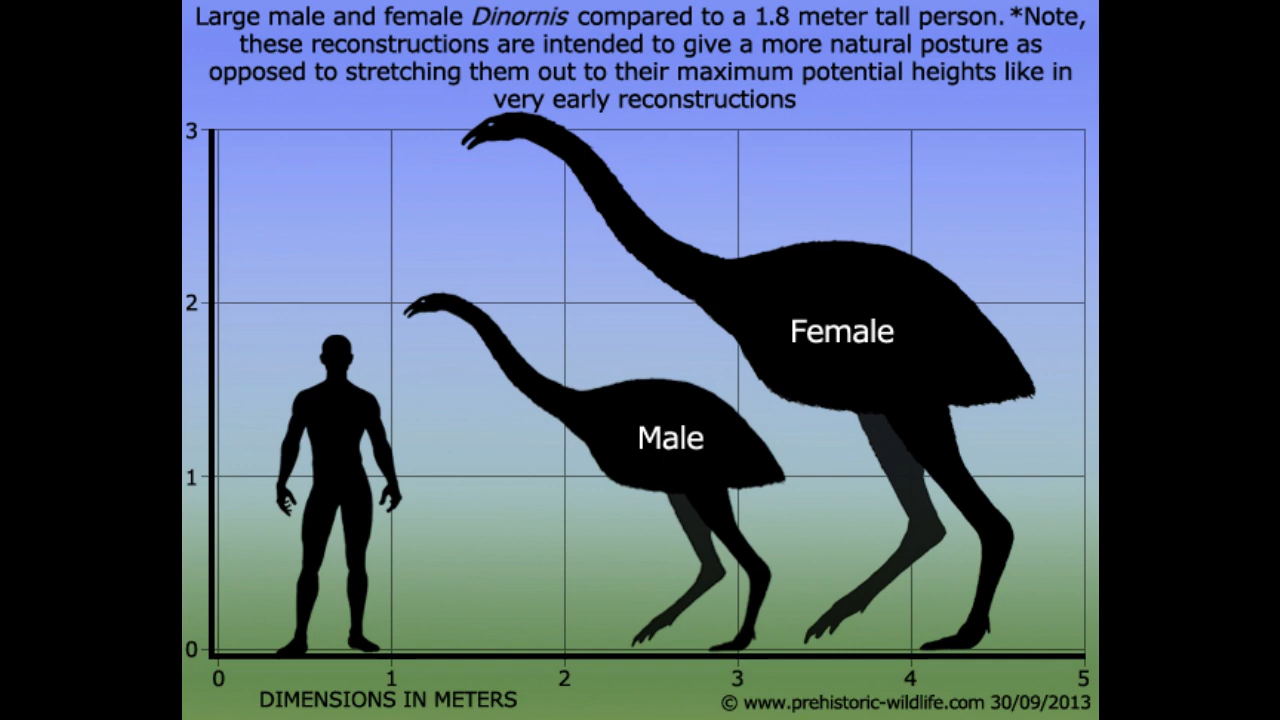 Large male and female Dinornis compared to a 1.8 meter tall person. *Note,
these reconstructions are intended to give a more natural posture as
opposed to stretching them out to their maximum potential heights like in
very early reconstructions
3
2
Female
Male
1
0
0 1 2 3 4 5
DIMENSIONS IN METERS
© www.prehistoric-wildlife.com 30/09/2013